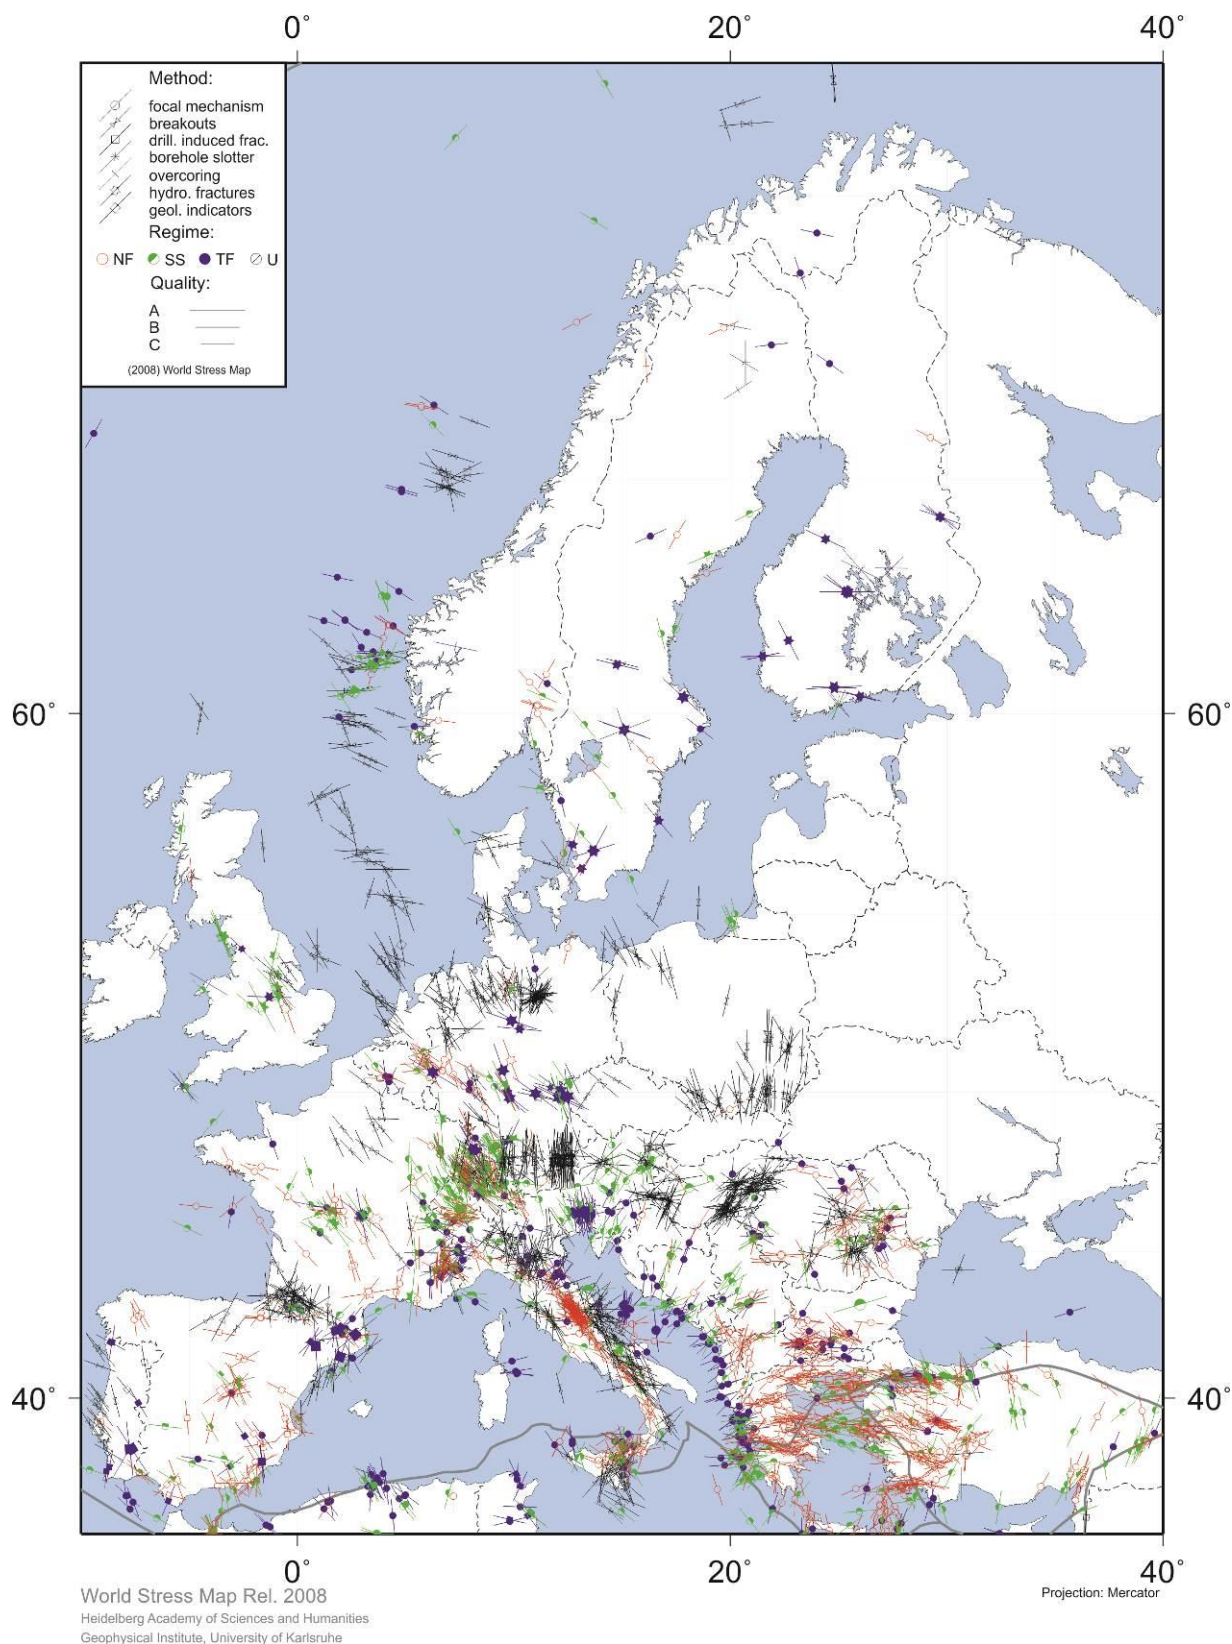 0° 20° 40°
Method:
focal mechanism
breakouts
drill. induced frac.
borehole slotter
overcoring
hydro. fractures
geol. indicators
Regime:
NF SS TF U
Quality:
A
B
C
(2008) World Stress Map
60° 60°
40° 40°
0° 20° 40°
World Stress Map Rel. 2008
Projection: Mercator
Heidelberg Academy of Sciences and Humanities
Geophysical Institute, University of Karlsruhe